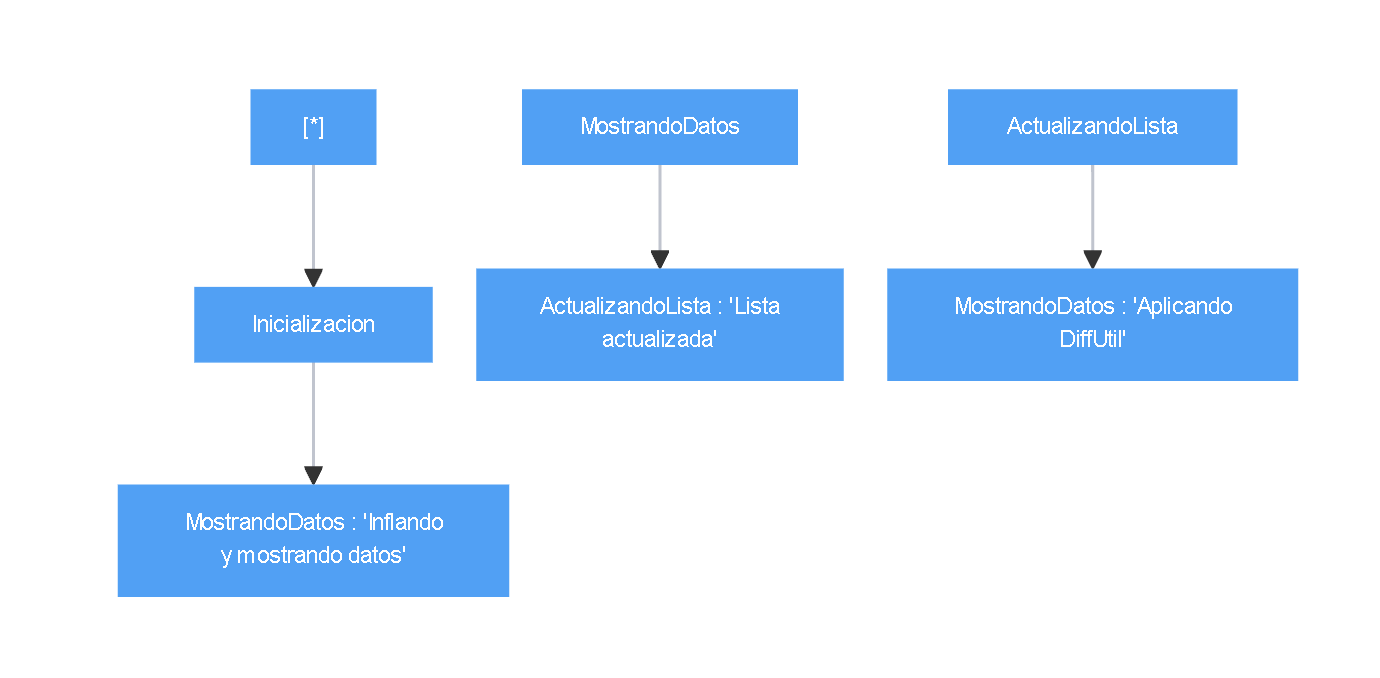 [*]
MostrandoDatos
ActualizandoLista
Inicializacion
ActualizandoLista : 'Lista
actualizada'
MostrandoDatos : 'Aplicando
DiffUtil'
MostrandoDatos : 'Inflando
y mostrando datos'